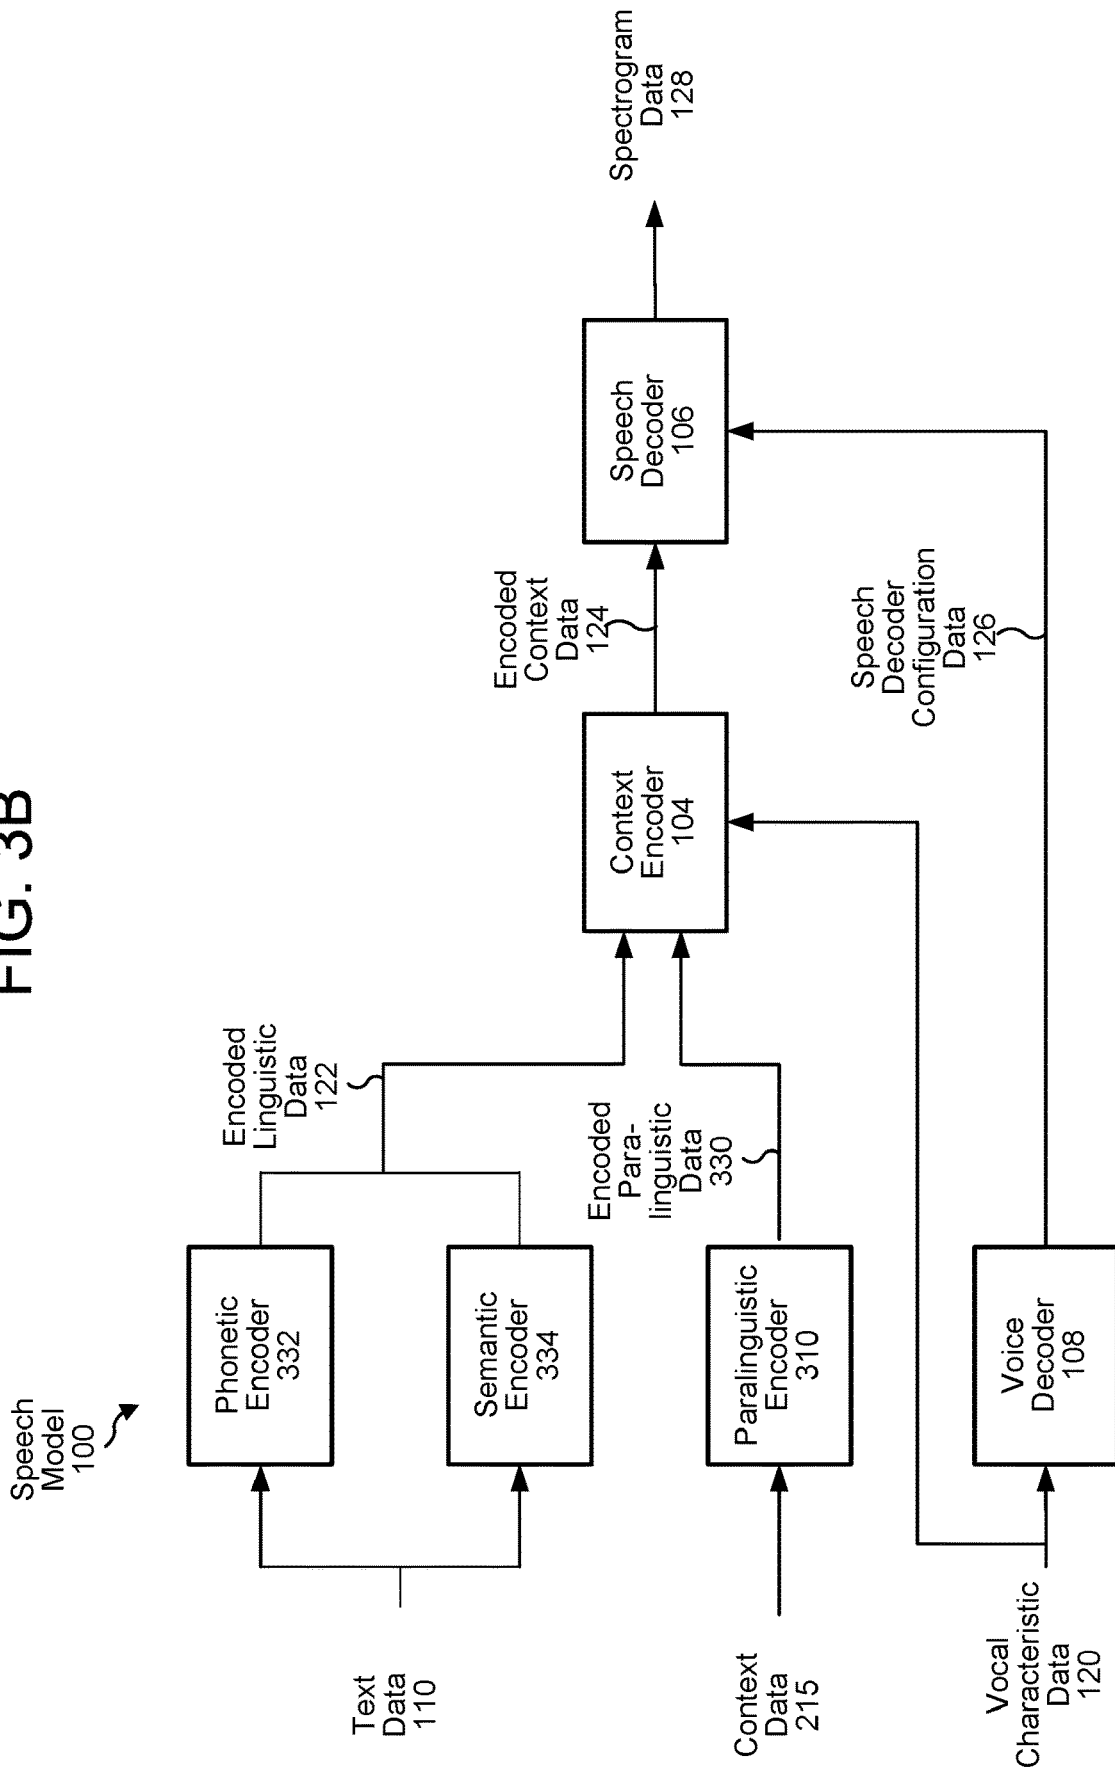 FIG. 3B
Speech
Model
100
Text
Data
110
Phonetic
Encoder
332
Semantic
Encoder
334
Encoded
Linguistic
Data
122
Context
Data
215
Paralinguistic
Encoder
310
Encoded
Para-
linguistic
Data
330
Vocal
Characteristic
Data
120
Voice
Decoder
108
Context
Encoder
104
Encoded
Context
Data
124
Speech
Decoder
Configuration
Data
126
Speech
Decoder
106
Spectrogram
Data
128